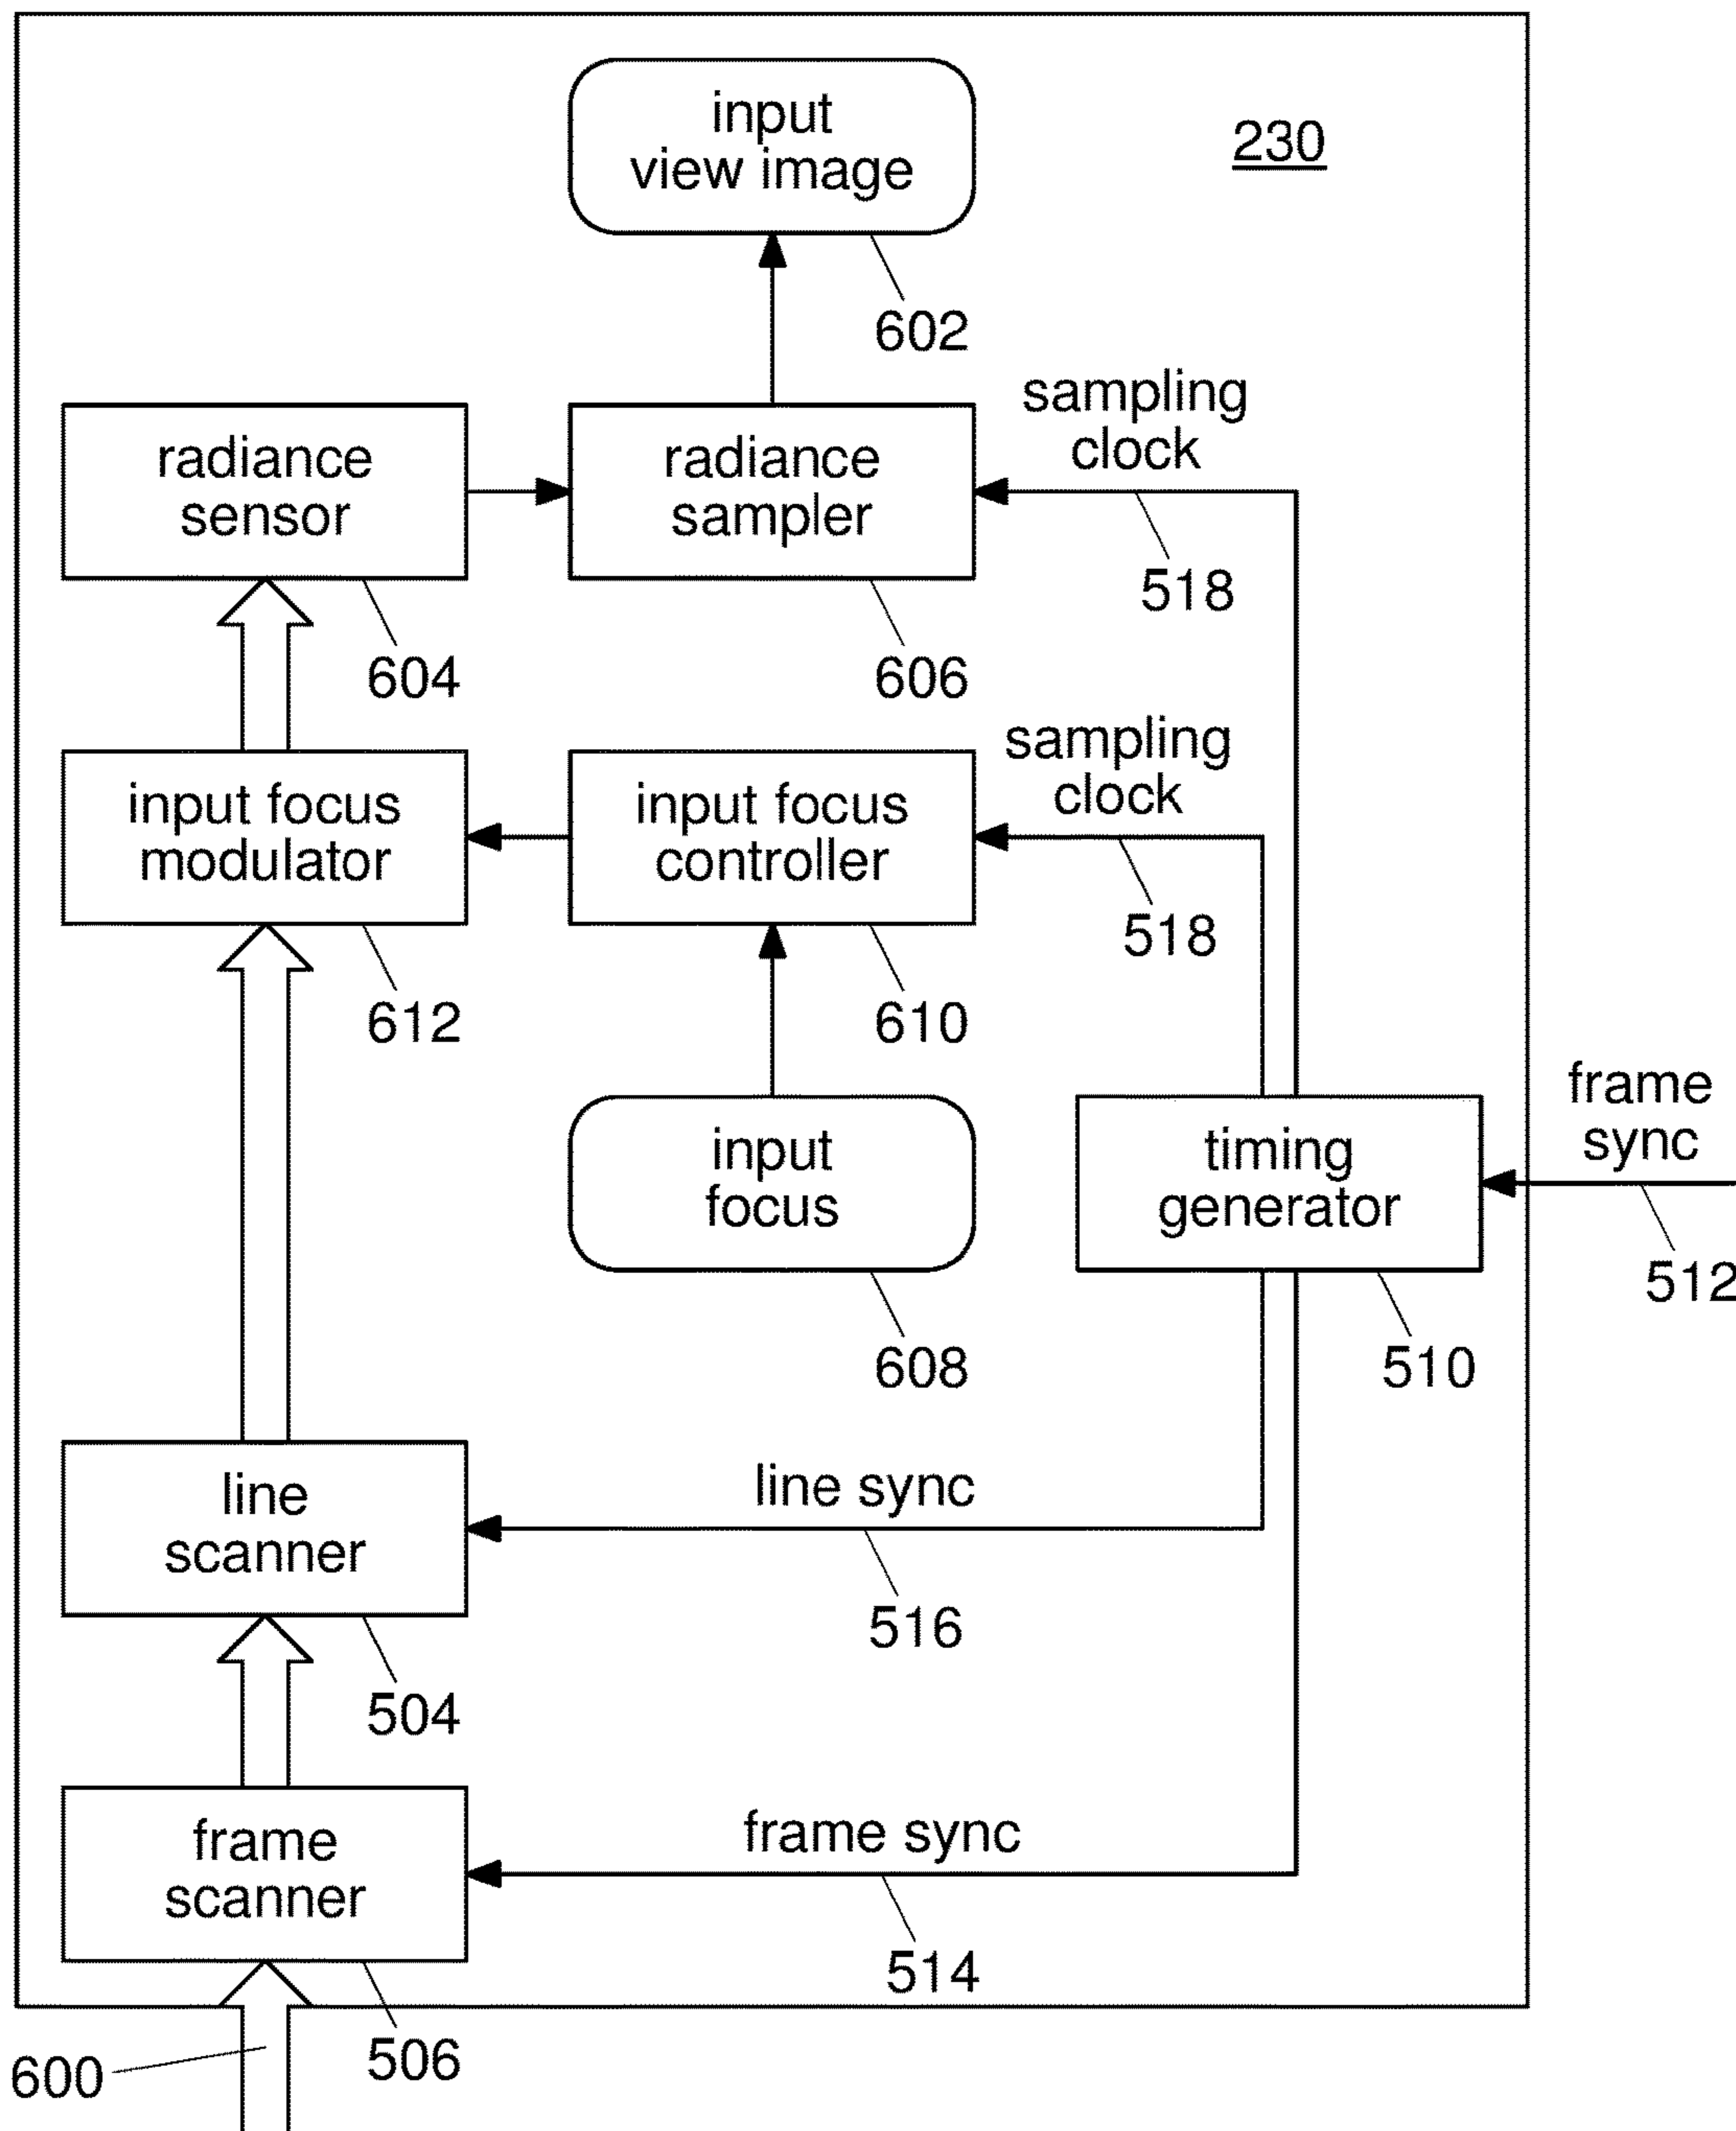 input
view image
230
602
radiance
sensor
radiance
sampler
sampling
clock
518
604
606
input focus
modulator
input focus
controller
sampling
clock
518
612
610
input
focus
timing
generator
frame
sync
512
608
510
line
scanner
line sync
516
504
frame
scanner
frame sync
514
506
600